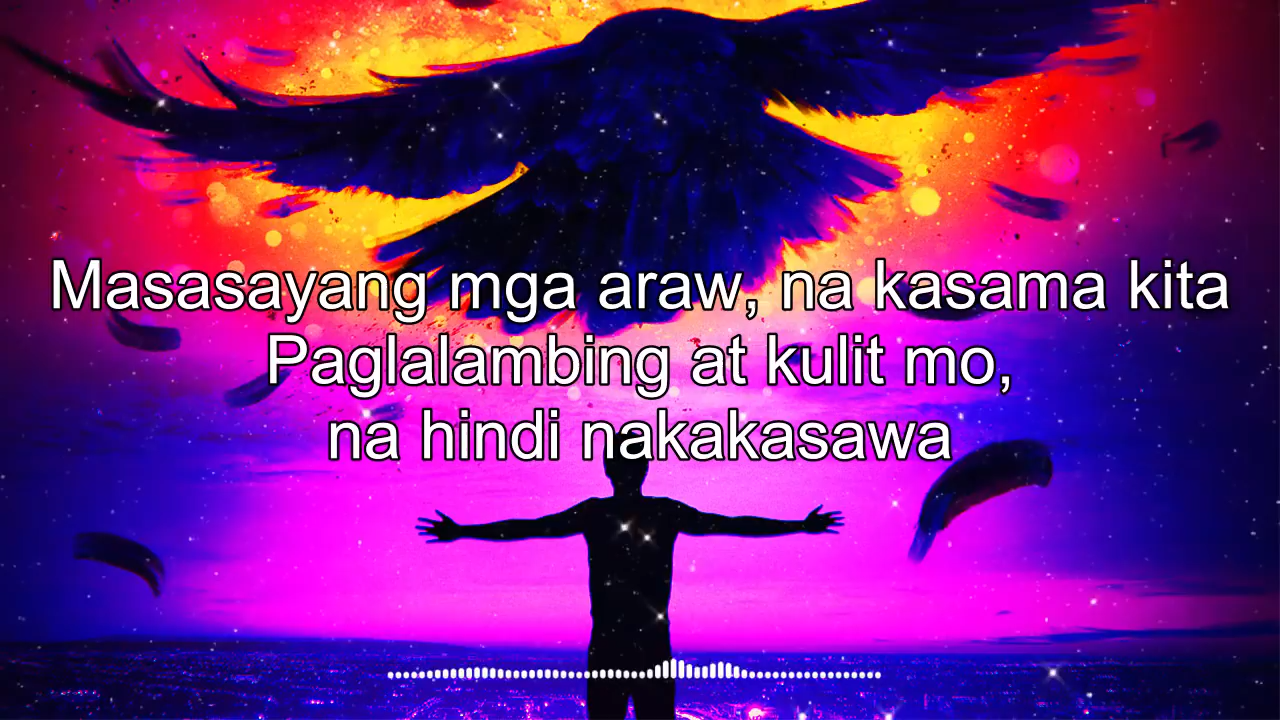 Masasayang mga araw, na kasama kita
Paglalambing at kulit mo,
na hindi nakakasawa